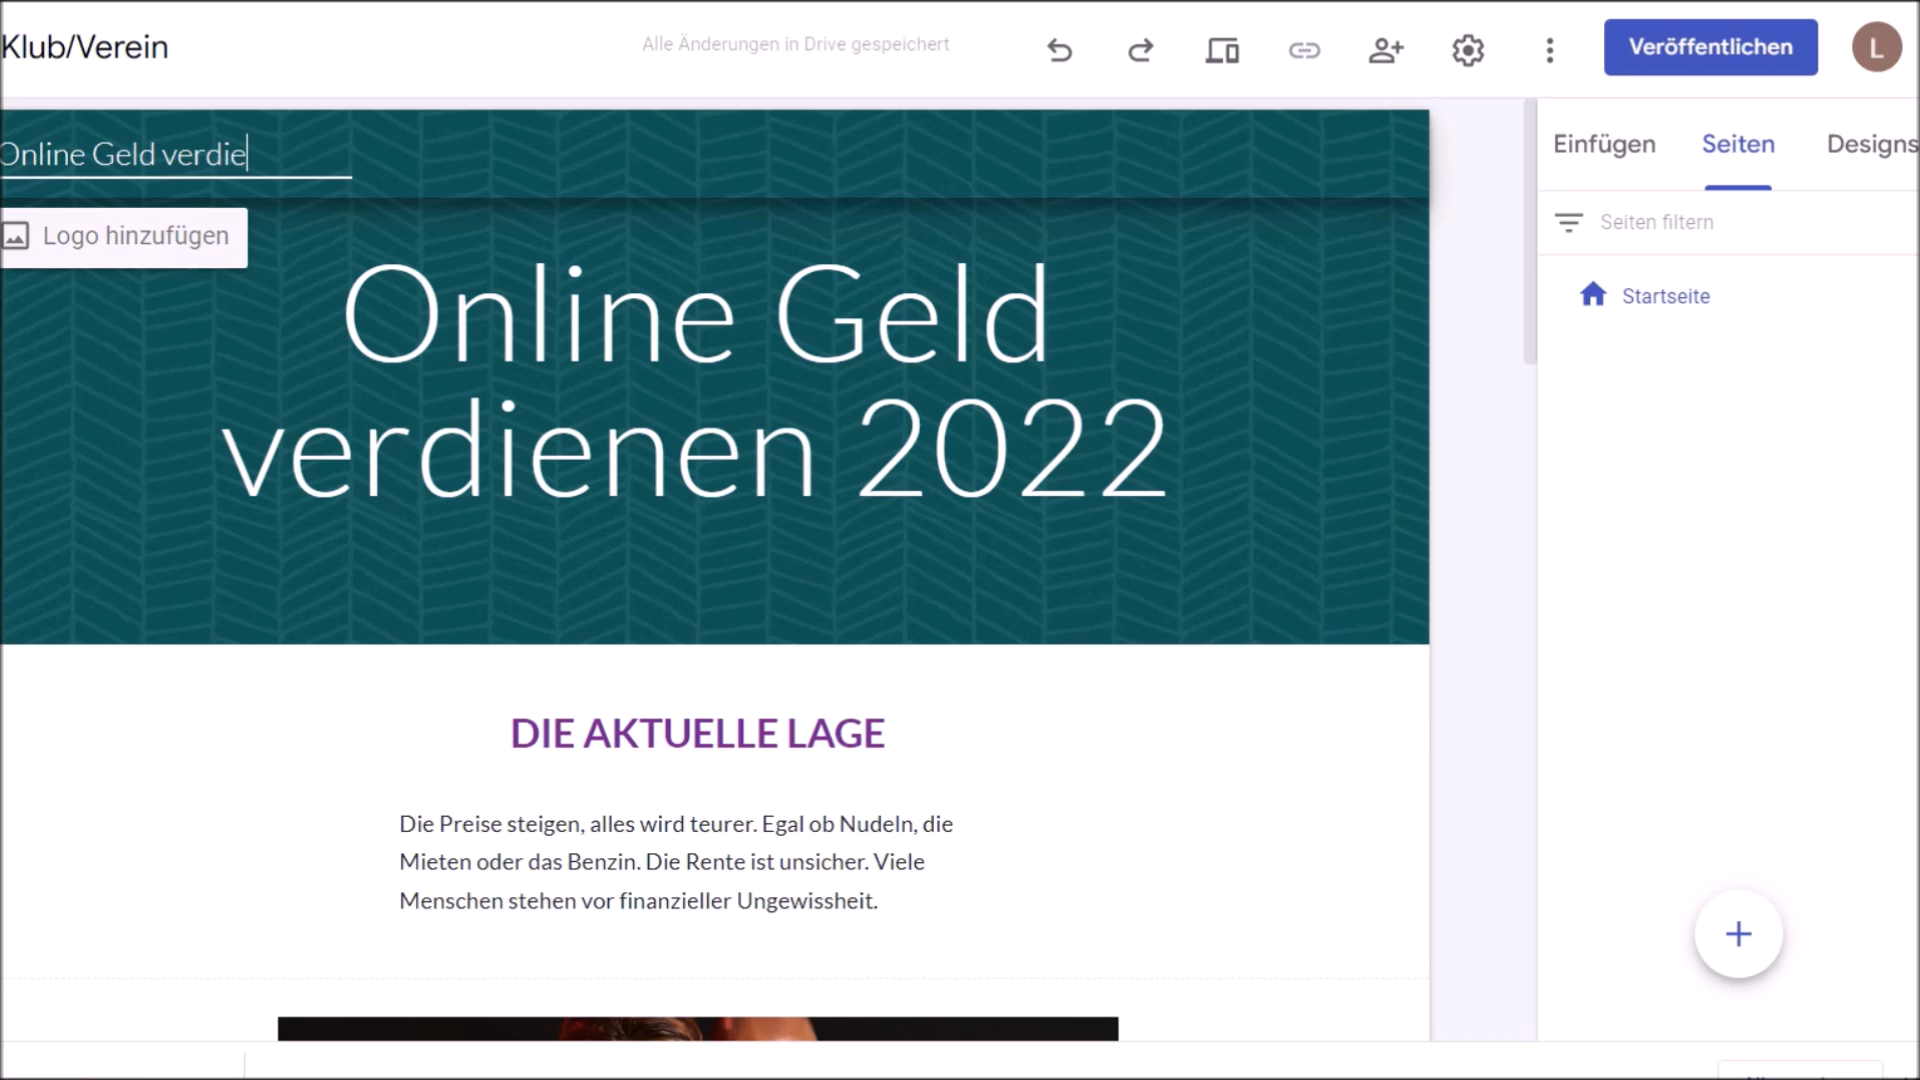 Klub/Verein
Alle Änderungen in Drive gespeichert
Veröffentlichen
L
Online Geld verdie
Logo hinzufügen
Einfügen
Seiten
Designs
Seiten filtern
Startseite
Online Geld
verdienen 2022
DIE AKTUELLE LAGE
Die Preise steigen, alles wird teurer. Egal ob Nudeln, die
Mieten oder das Benzin. Die Rente ist unsicher. Viele
Menschen stehen vor finanzieller Ungewissheit.